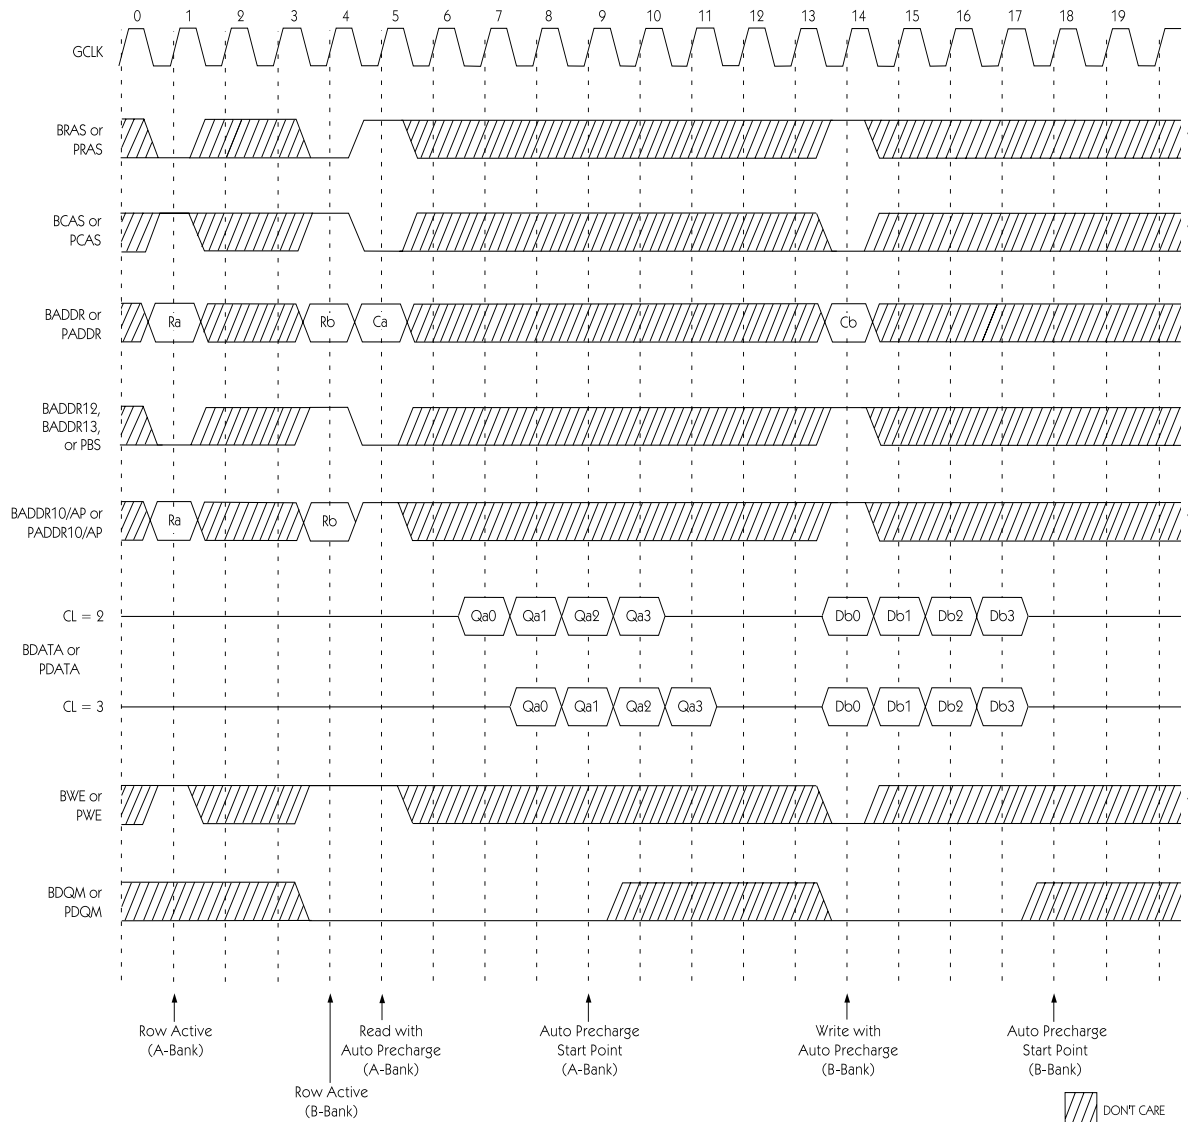 0 1 2 3 4 5 6 7 8 9 10 11 12 13 14 15 16 17 18 19
GCLK
BRAS or
PRAS
BCAS or
PCAS
BADDR or
PADDR
Ra Rb Ca Cb
BADDR12,
BADDR13,
or PBS
BADDR10/AP or
PADDR10/AP
Ra Rb
CL = 2
Qa0 Qa1 Qa2 Qa3 Db0 Db1 Db2 Db3
BDATA or
PDATA
CL = 3
Qa0 Qa1 Qa2 Qa3 Db0 Db1 Db2 Db3
BWE or
PWE
BDQM or
PDQM
Row Active
(A-Bank)
Row Active
(B-Bank)
Read with
Auto Precharge
(A-Bank)
Auto Precharge
Start Point
(A-Bank)
Write with
Auto Precharge
(B-Bank)
Auto Precharge
Start Point
(B-Bank)
DON'T CARE